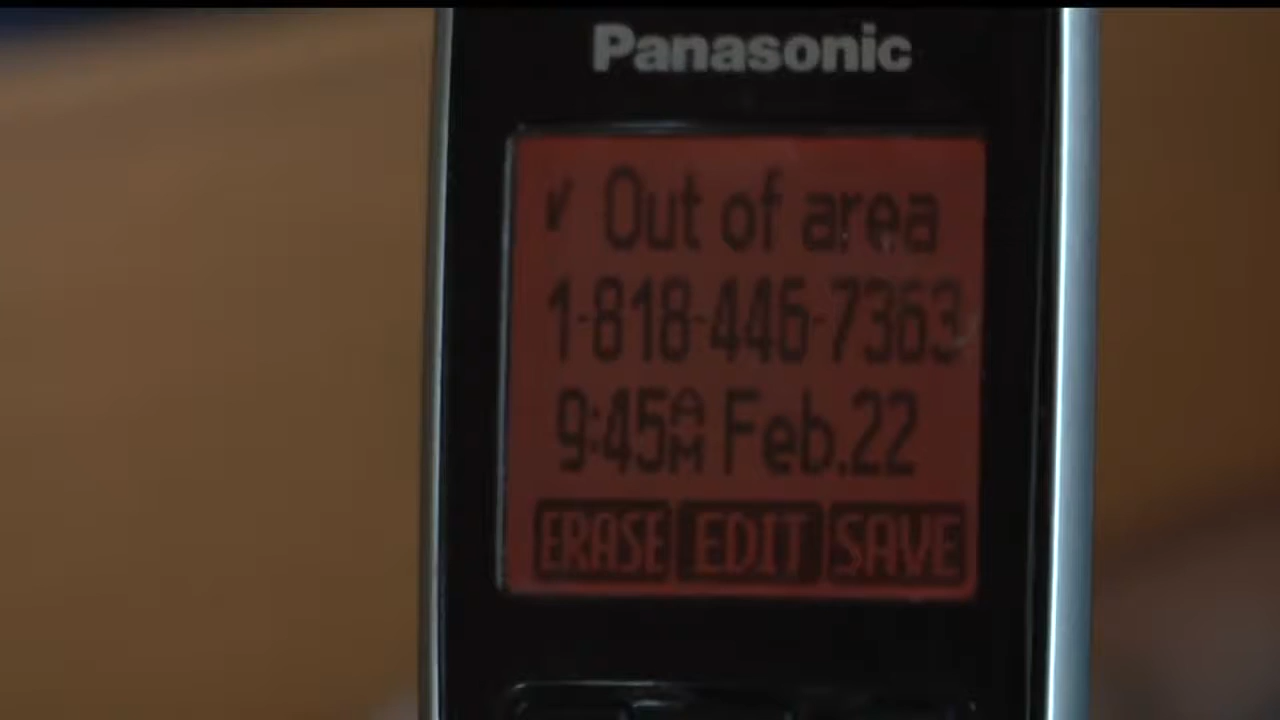 Panasonic
✓ Out of area
1-818-446-7363
9:45AM Feb.22
ERASE EDIT SAVE